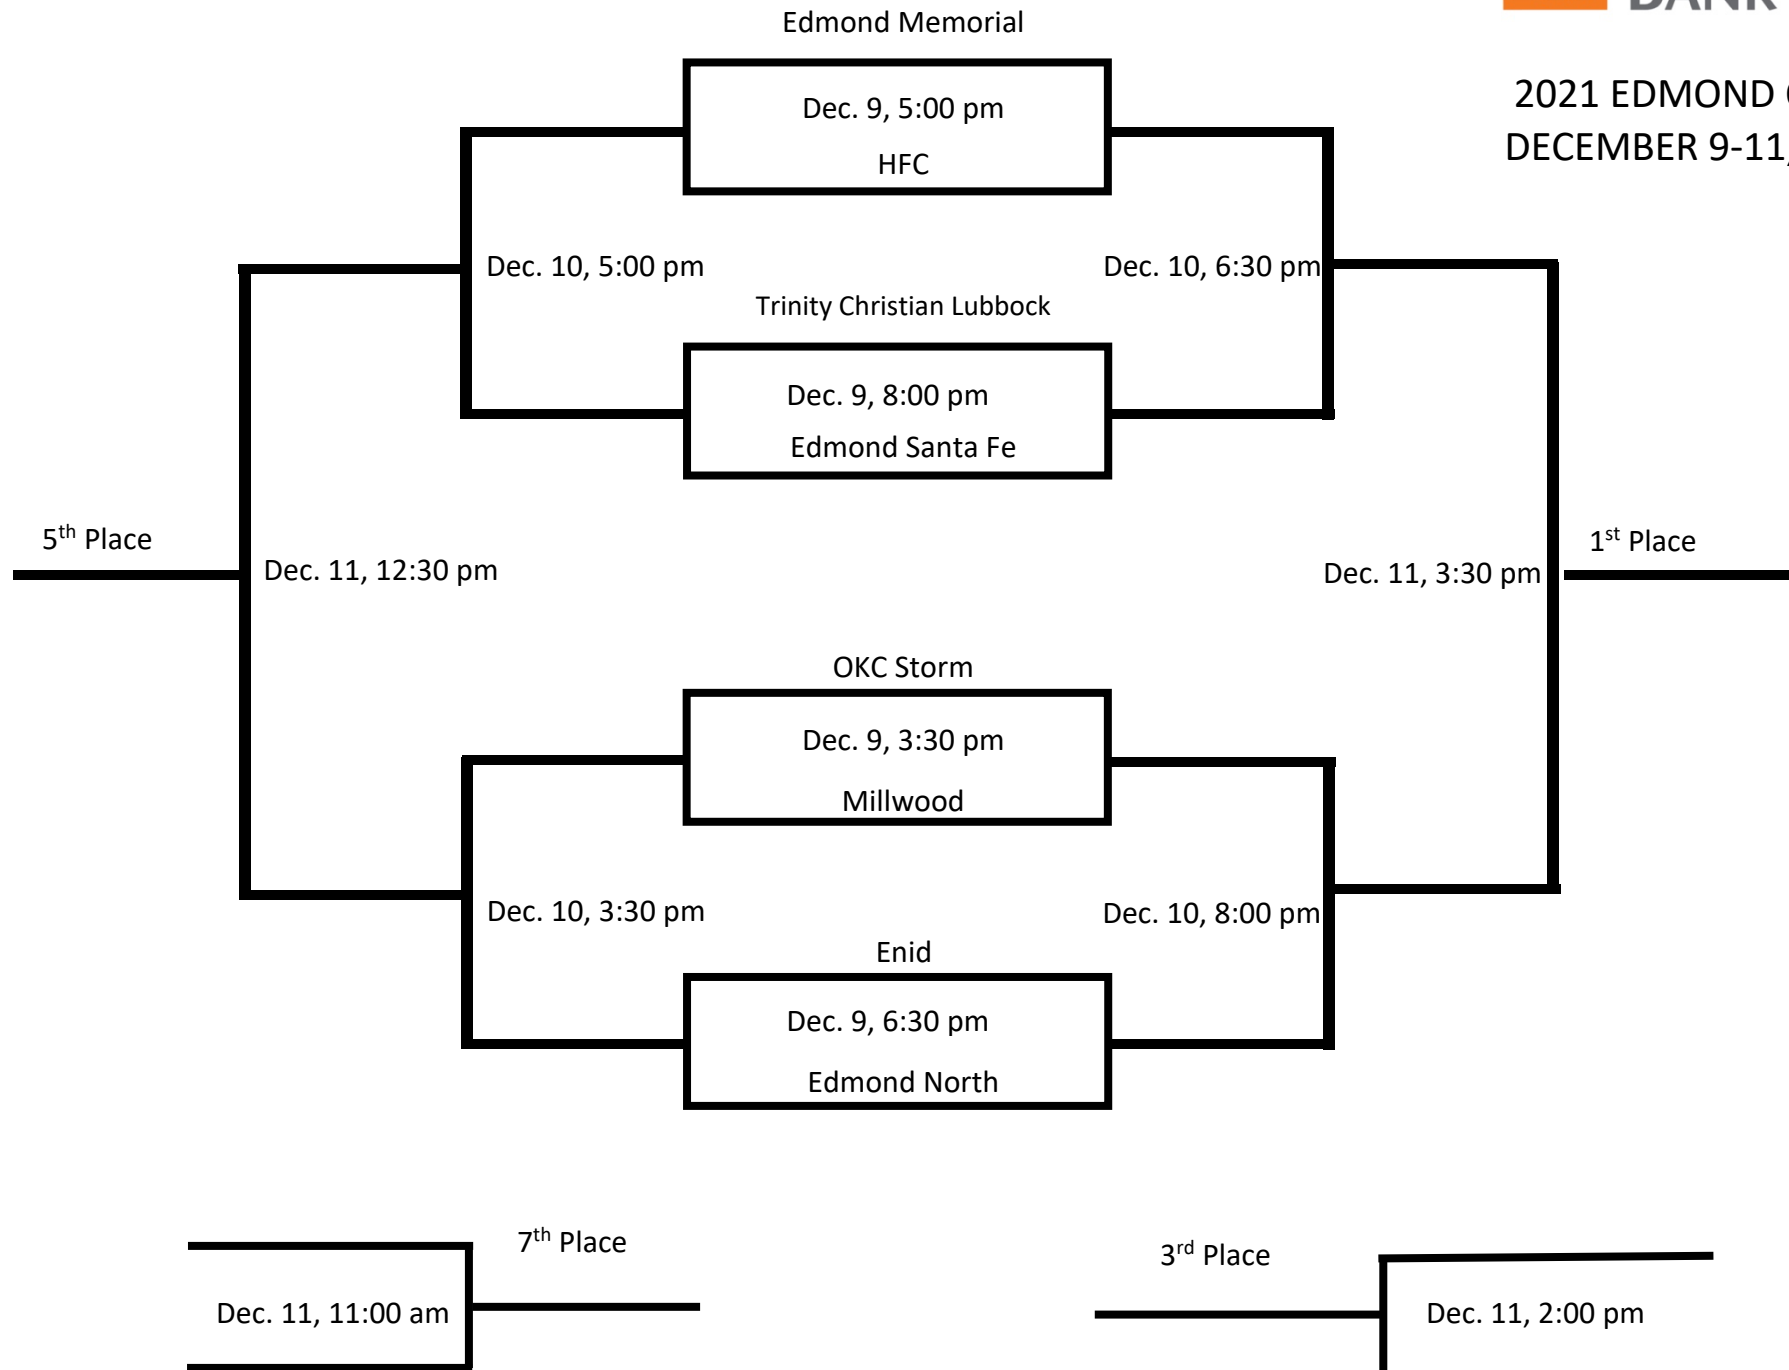 BANK
Edmond Memorial
2021 EDMOND
DECEMBER 9-11,
Dec. 9, 5:00 pm
HFC
Dec. 10, 5:00 pm
Dec. 10, 6:30 pm
Trinity Christian Lubbock
Dec. 9, 8:00 pm
Edmond Santa Fe
5th Place
1st Place
Dec. 11, 12:30 pm
Dec. 11, 3:30 pm
OKC Storm
Dec. 9, 3:30 pm
Millwood
Dec. 10, 3:30 pm
Dec. 10, 8:00 pm
Enid
Dec. 9, 6:30 pm
Edmond North
7th Place
3rd Place
Dec. 11, 11:00 am
Dec. 11, 2:00 pm